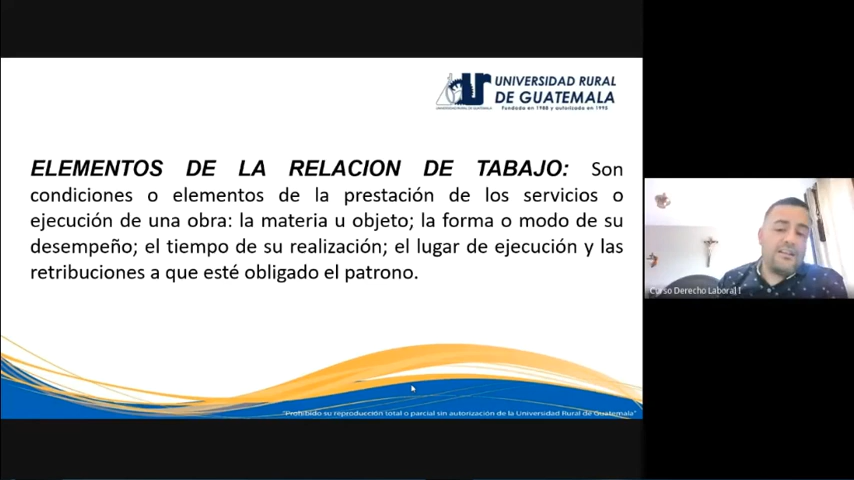 UNIVERSIDAD RURAL
DE GUATEMALA
Fundada en 1988 y autorizada en 1995
ELEMENTOS DE LA RELACION DE TABAJO: Son
condiciones o elementos de la prestación de los servicios o
ejecución de una obra: la materia u objeto; la forma o modo de su
desempeño; el tiempo de su realización; el lugar de ejecución y las
retribuciones a que esté obligado el patrono.
Curso Derecho Laboral I
"Prohibido su reproducción total o parcial sin autorización de la Universidad Rural de Guatemala"